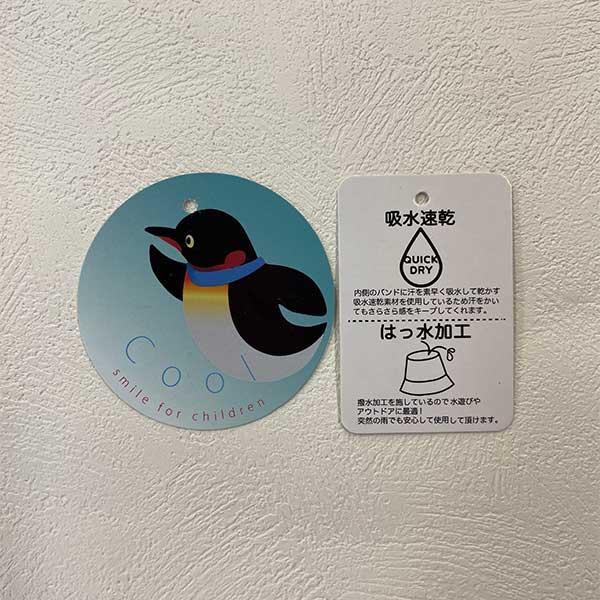 Cool
smile for children
吸水速乾
QUICK
DRY
内側のバンドに汗を素早く吸水して乾かす
吸水速乾素材を使用しているため汗をかい
てもさらさら感をキープしてくれます。
はっ水加工
撥水加工を施しているので水遊びや
アウトドアに最適！
突然の雨でも安心して使用して頂けます。